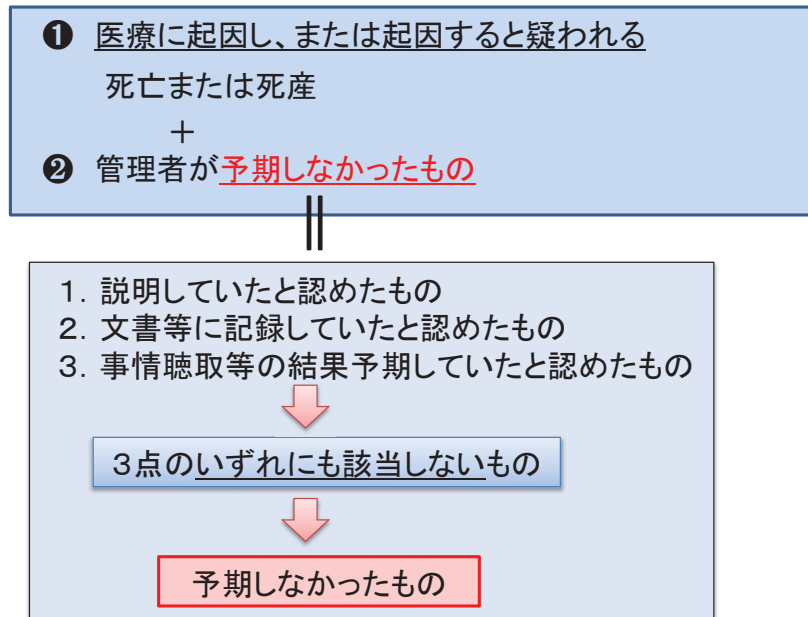 ❶ 医療に起因し、または起因すると疑われる
死亡または死産
＋
❷ 管理者が予期しなかったもの
１．説明していたと認めたもの
２．文書等に記録していたと認めたもの
３．事情聴取等の結果予期していたと認めたもの
３点のいずれにも該当しないもの
予期しなかったもの